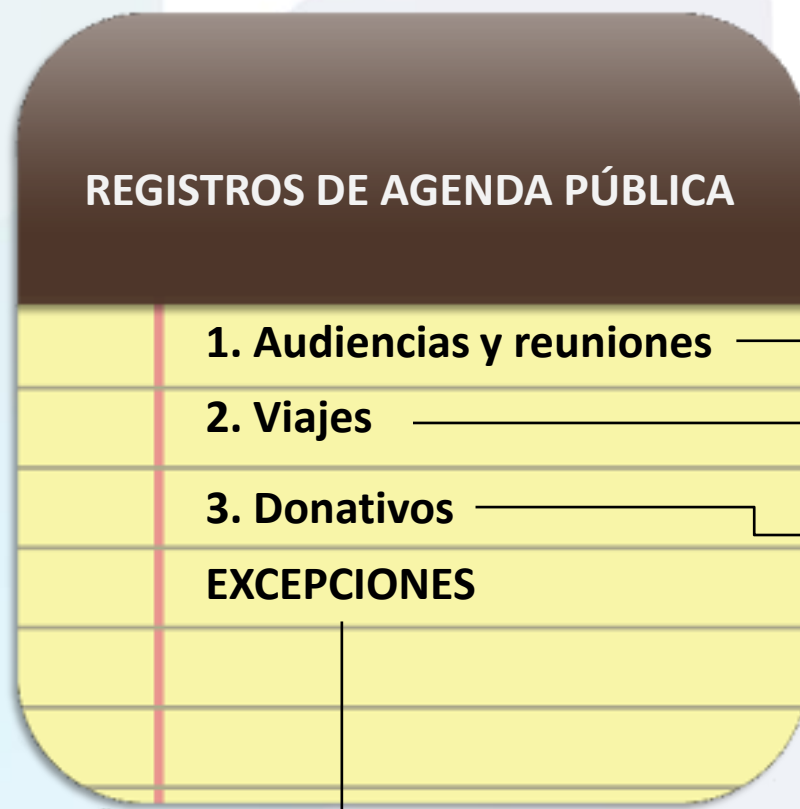 REGISTROS DE AGENDA PÚBLICA
1. Audiencias y reuniones
2. Viajes
3. Donativos
EXCEPCIONES